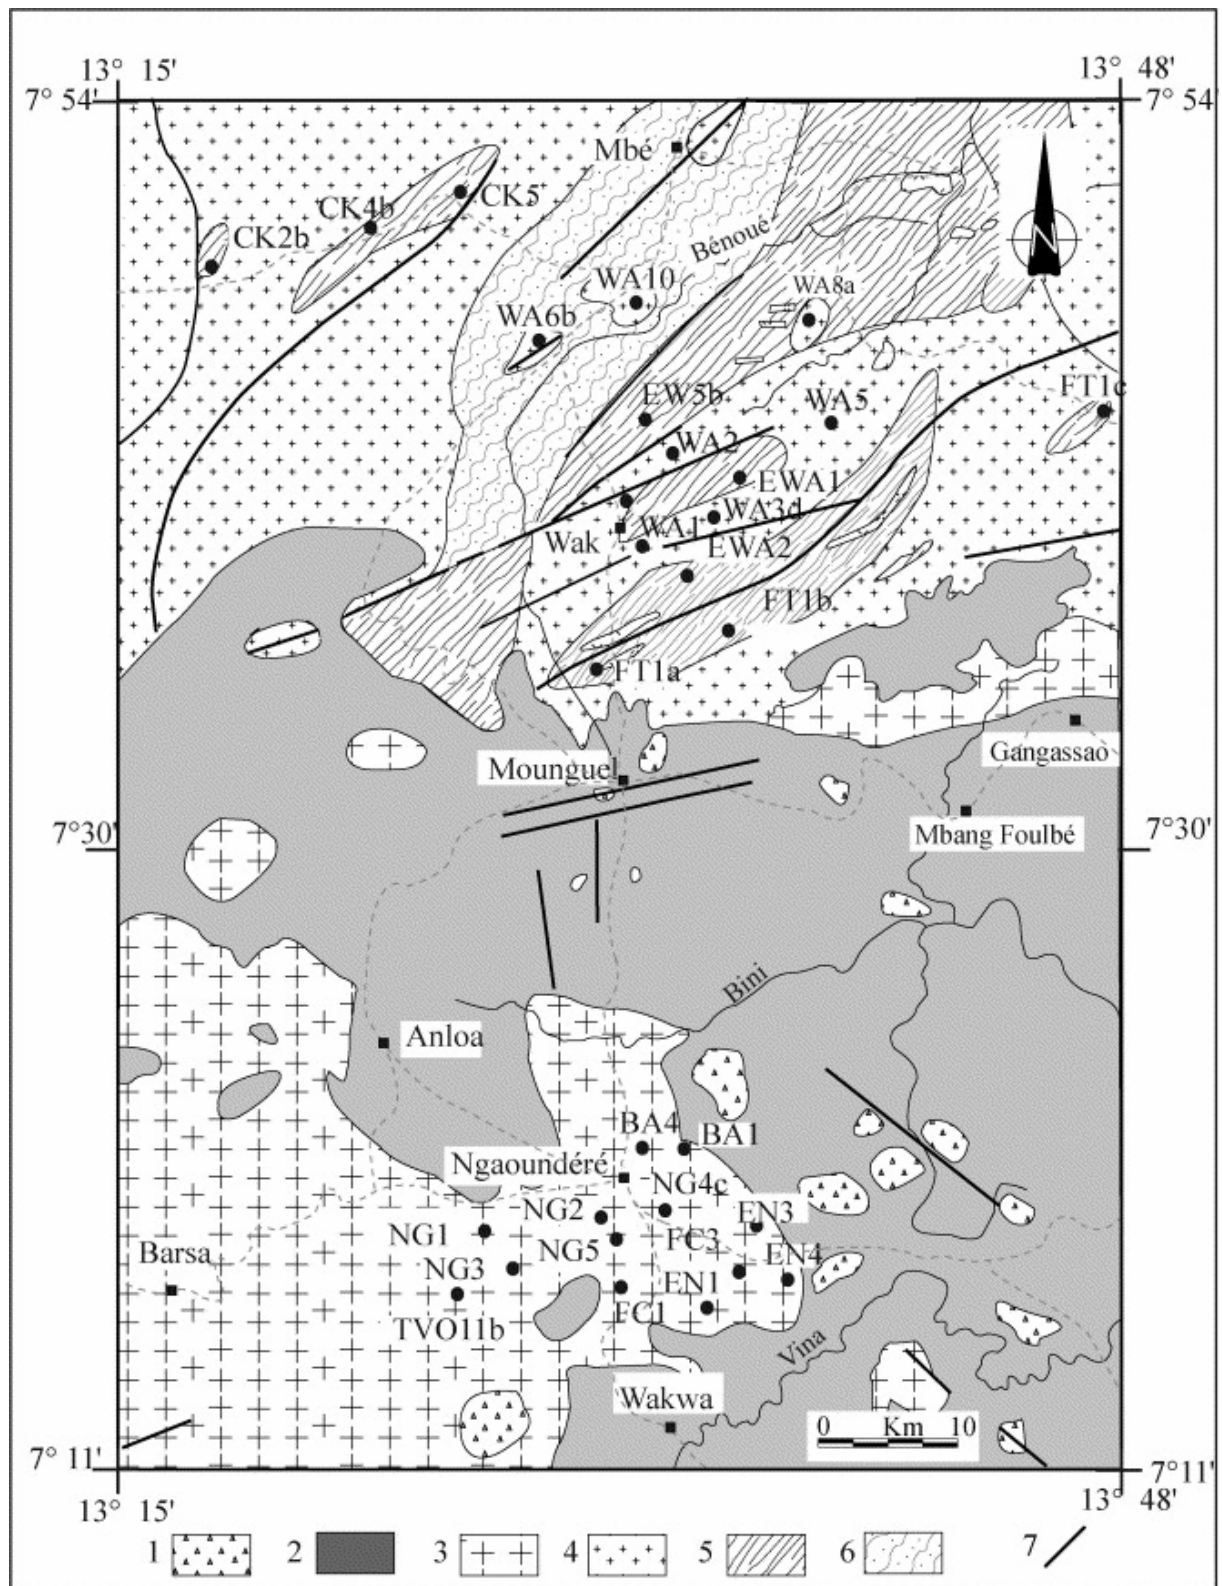 13° 15'
13° 48'
7° 54'
7° 54'
Mbé
CK5
CK4b
CK2b
Bénoué
N
WA10
WA8a
WA6b
FT1c
EW5b
WA5
WA2
EWA1
WA3d
Wak
WA1
EWA2
FT1b
FT1a
Mounguel
Gangassao
7°30'
7°30'
Mbang Foulbé
Bini
Anloa
BA4
BA1
Ngaoundéré
NG4c
NG2
EN3
NG1
NG5
FC3
Barsa
EN4
NG3
EN1
FC1
TVO11b
Vina
Wakwa
0 Km 10
7° 11'
7°11'
13° 15'
13° 48'
1 2 3 4 5 6 7